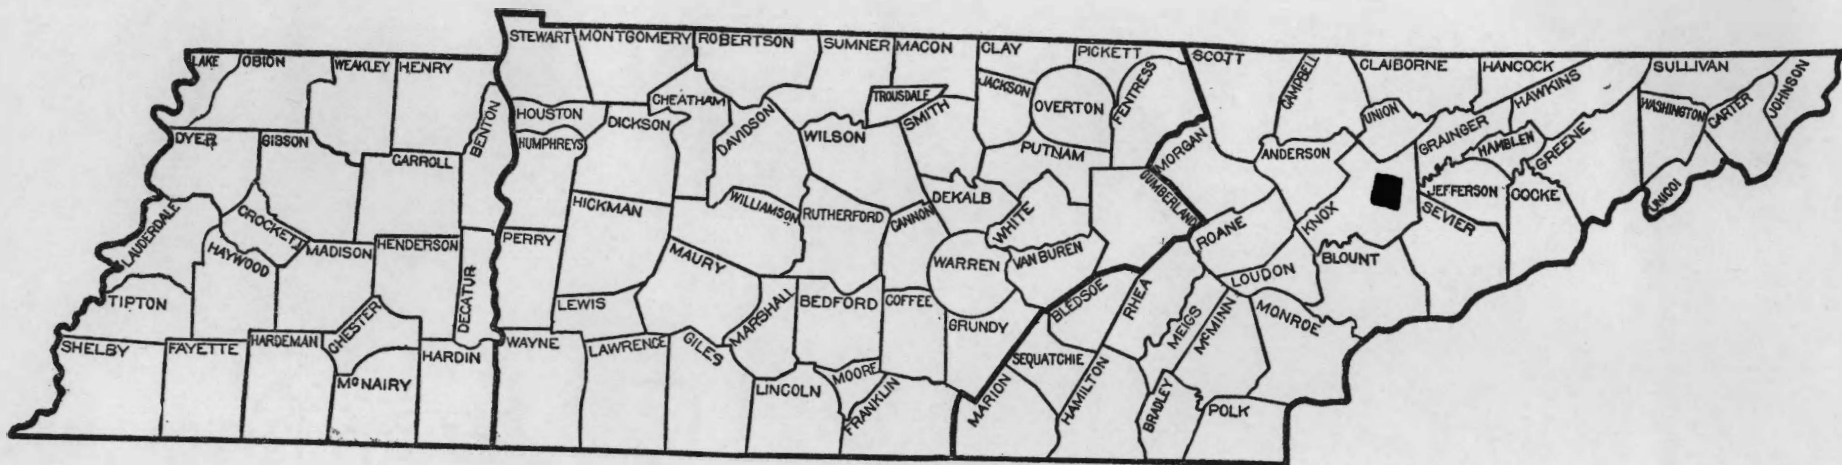 LAKE
OBION
WEAKLEY
HENRY
STEWART
MONTGOMERY
ROBERTSON
SUMNER
MACON
CLAY
PICKETT
SCOTT
CAMPBELL
CLAIBORNE
HANCOCK
HAWKINS
SULLIVAN
JOHNSON
CARTER
WASHINGTON
UNICOI
GREENE
HAMBLEN
GRAINGER
UNION
FENTRESS
OVERTON
JACKSON
TROUSDALE
SMITH
CHEATHAM
DAVIDSON
WILSON
HOUSTON
DICKSON
HUMPHREYS
BENTON
CARROLL
GIBSON
DYER
PUTNAM
MORGAN
ANDERSON
JEFFERSON
COCKE
SEVIER
KNOX
ROANE
CUMBERLAND
DEKALB
WHITE
CANNON
RUTHERFORD
WILLIAMSON
HICKMAN
LAUDERDALE
CROCKETT
HAYWOOD
MADISON
HENDERSON
DECATUR
PERRY
MAURY
WARREN
VAN BUREN
BLEDSOE
RHEA
LOUDON
BLOUNT
MONROE
MCMINN
MEIGS
TIPTON
CHESTER
LEWIS
MARSHALL
BEDFORD
COFFEE
GRUNDY
SEQUATCHIE
SHELBY
FAYETTE
HARDEMAN
MCNAIRY
HARDIN
WAYNE
LAWRENCE
GILES
LINCOLN
MOORE
FRANKLIN
MARION
HAMILTON
BRADLEY
POLK